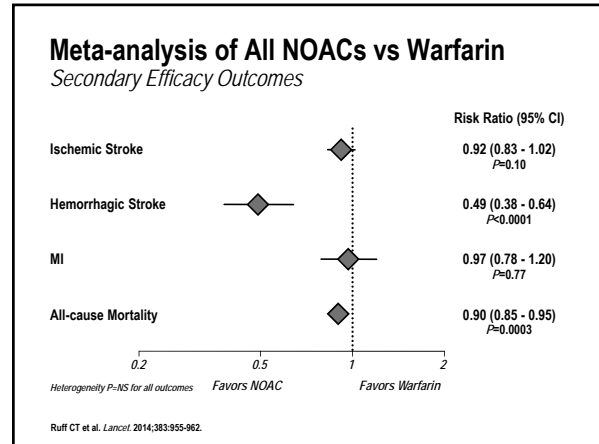 Meta-analysis of All NOACs vs Warfarin
Secondary Efficacy Outcomes
Risk Ratio (95% CI)
Ischemic Stroke
0.92 (0.83 - 1.02)
P=0.10
Hemorrhagic Stroke
0.49 (0.38 - 0.64)
P<0.0001
MI
0.97 (0.78 - 1.20)
P=0.77
All-cause Mortality
0.90 (0.85 - 0.95)
P=0.0003
0.2 0.5 1 2
Heterogeneity P=NS for all outcomes Favors NOAC Favors Warfarin
Ruff CT et al. Lancet. 2014;383:955-962.